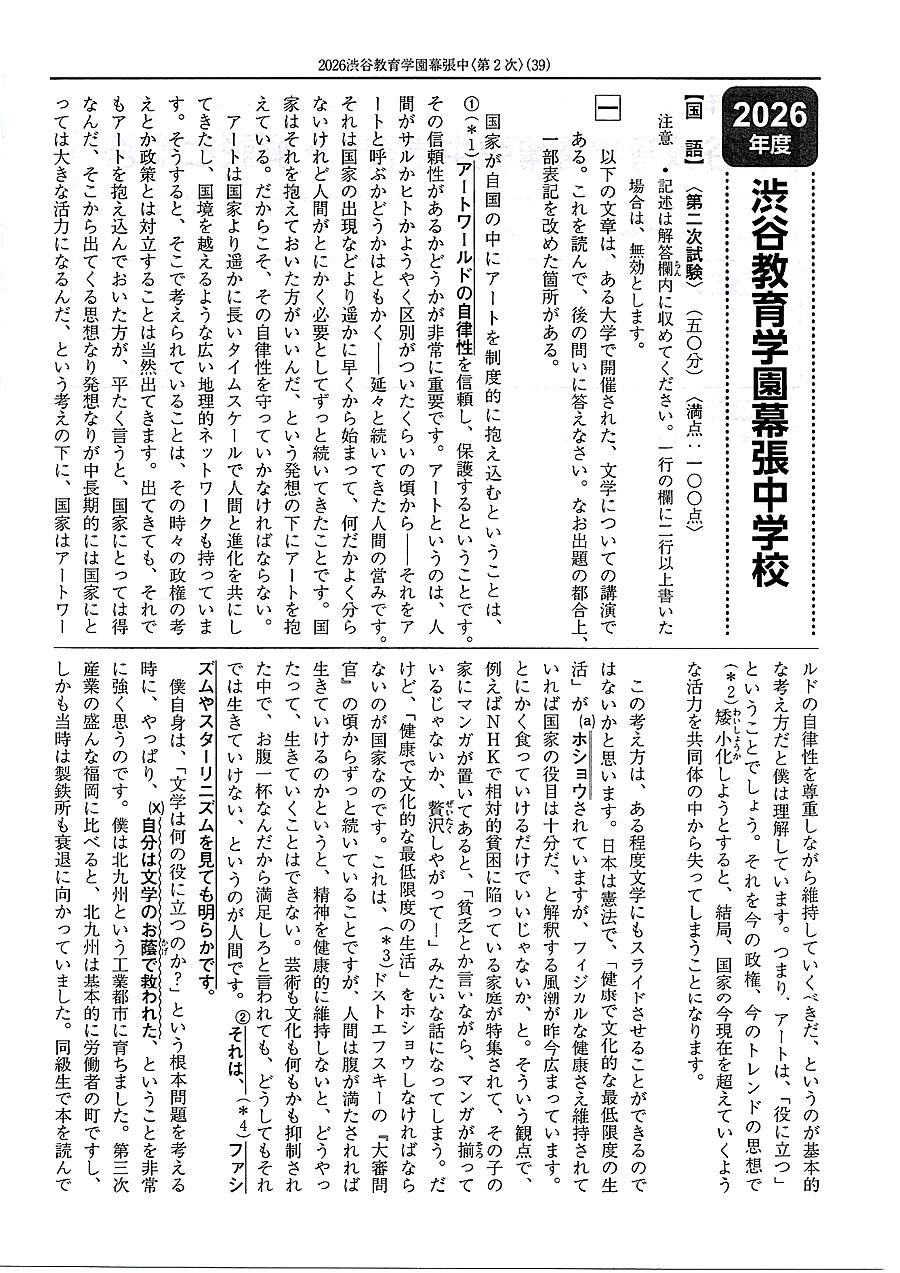 2026渋谷教育学園幕張中〈第2次〉(39)
2026年度
渋谷教育学園幕張中学校
【国語】〈第二次試験〉(五〇分)〈満点:一〇〇点〉
注意 ・記述は解答欄内に収めてください。一行の欄に二行以上書いた
場合は、無効とします。
一
以下の文章は、ある大学で開催された、文学についての講演で
ある。これを読んで、後の問いに答えなさい。なお出題の都合上、
一部表記を改めた箇所がある。
国家が自国の中にアートを制度的に抱え込むということは、
①(*1)アートワールドの自律性を信頼し、保護するということです。
その信頼性があるかどうかが非常に重要です。アートというのは、人
間がサルかヒトかようやく区別がついたくらいの頃から――それをア
ートと呼ぶかどうかはともかく――延々と続いてきた人間の営みです。
それは国家の出現などより遥かに早くから始まって、何だかよく分ら
ないけれど人間がとにかく必要としてずっと続いてきたことです。国
家はそれを抱えておいた方がいいんだ、という発想の下にアートを抱
えている。だからこそ、その自律性を守っていかなければならない。
アートは国家より遥かに長いタイムスケールで人間と進化を共にし
てきたし、国境を越えるような広い地理的ネットワークも持っていま
す。そうすると、そこで考えられていることは、その時々の政権の考
えとか政策とは対立することは当然出てきます。出てきても、それで
もアートを抱え込んでおいた方が、平たく言うと、国家にとっては得
なんだ、そこから出てくる思想なり発想なりが中長期的には国家にと
っては大きな活力になるんだ、という考えの下に、国家はアートワー
ルドの自律性を尊重しながら維持していくべきだ、というのが基本的
な考え方だと僕は理解しています。つまり、アートは、「役に立つ」
ということでしょう。それを今の政権、今のトレンドの思想で
(*2)矮小化しようとすると、結局、国家の今現在を超えていくよう
な活力を共同体の中から失ってしまうことになります。
この考え方は、ある程度文学にもスライドさせることができるので
はないかと思います。日本は憲法で、「健康で文化的な最低限度の生
活」が(a)ホショウされていますが、フィジカルな健康さえ維持されて
いれば国家の役目は十分だ、と解釈する風潮が昨今広まっています。
とにかく食っていけるだけでいいじゃないか、と。そういう観点で、
例えばNHKで相対的貧困に陥っている家庭が特集されて、その子の
家にマンガが置いてあると、「貧乏とか言いながら、マンガが揃って
いるじゃないか、贅沢しやがって!」みたいな話になってしまう。だ
けど、「健康で文化的な最低限度の生活」をホショウしなければなら
ないのが国家なのです。これは、(*3)ドストエフスキーの『大審問
官』の頃からずっと続いていることですが、人間は腹が満たされれば
生きていけるのかというと、精神を健康的に維持しないと、どうやっ
たって、生きていくことはできない。芸術も文化も何もかも抑制され
た中で、お腹一杯なんだから満足しろと言われても、どうしてもそれ
では生きていけない、というのが人間です。②それは、(*4)ファシ
ズムやスターリニズムを見ても明らかです。
僕自身は、「文学は何の役に立つのか?」という根本問題を考える
時に、やっぱり、(X)自分は文学のお蔭で救われた、ということを非常
に強く思うのです。僕は北九州という工業都市に育ちました。第三次
産業の盛んな福岡に比べると、北九州は基本的に労働者の町ですし、
しかも当時は製鉄所も衰退に向かっていました。同級生で本を読んで